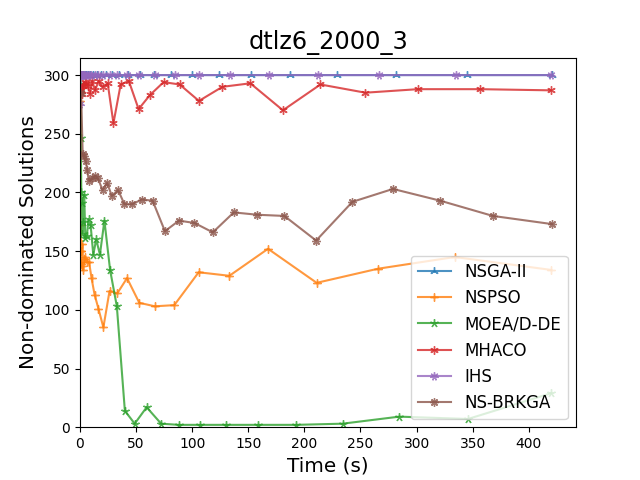 dtlz6_2000_3
Non-dominated Solutions
300
250
200
150
100
50
0
0 50 100 150 200 250 300 350 400
Time (s)
NSGA-II
NSPSO
MOEA/D-DE
MHACO
IHS
NS-BRKGA